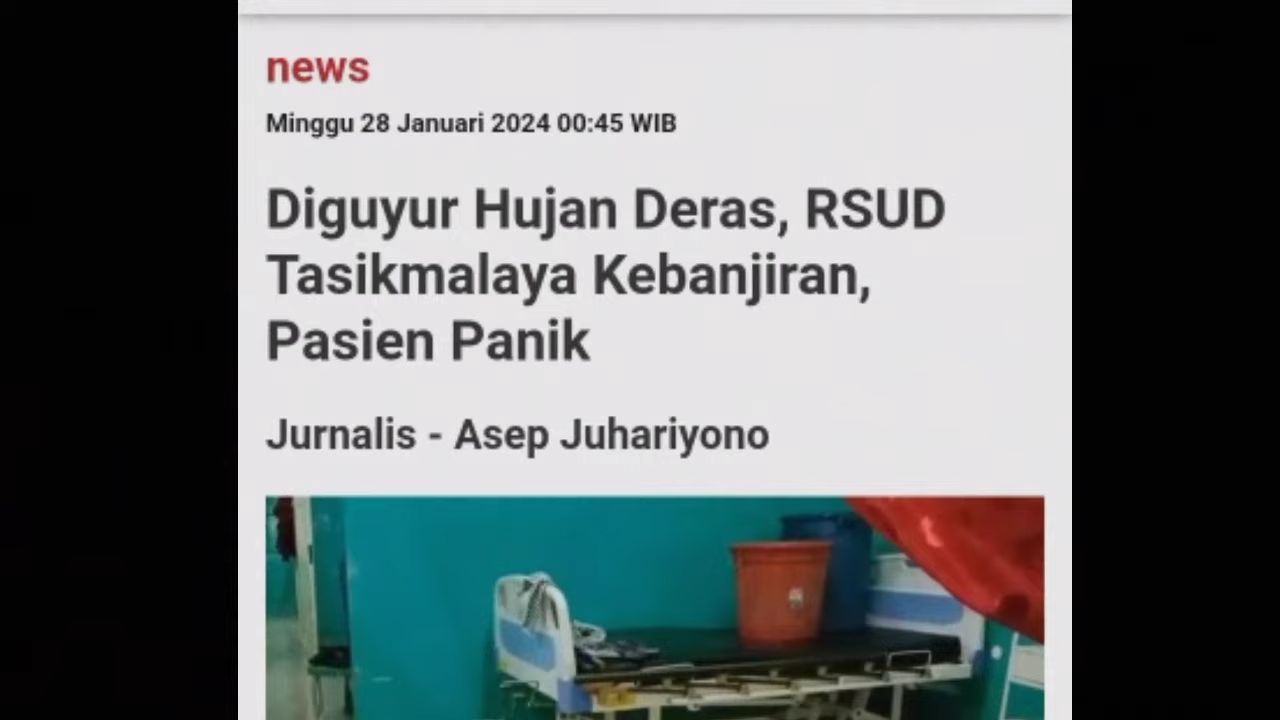 news
Minggu 28 Januari 2024 00:45 WIB
Diguyur Hujan Deras, RSUD
Tasikmalaya Kebanjiran,
Pasien Panik
Jurnalis - Asep Juhariyono